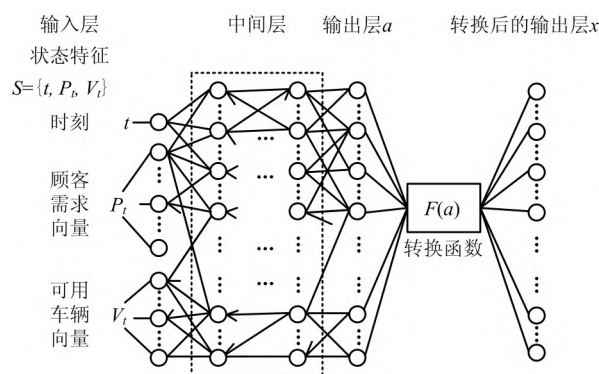 输入层
中间层
输出层a
转换后的输出层x
状态特征
S={t, Pt, Vt}
时刻
t
顾客
需求
向量
Pt
F(a)
转换函数
可用
车辆
向量
Vt